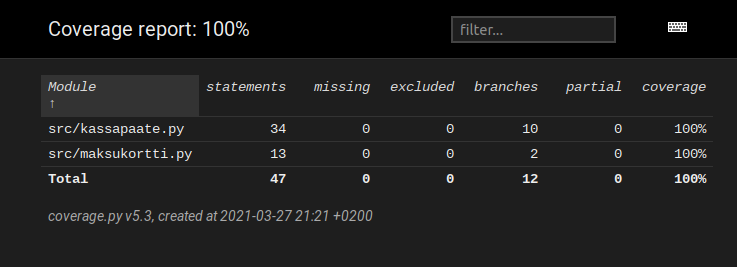 Coverage report: 100%
filter...
Module statements missing excluded branches partial coverage
↑
src/kassapaate.py 34 0 0 10 0 100%
src/maksukortti.py 13 0 0 2 0 100%
Total 47 0 0 12 0 100%
coverage.py v5.3, created at 2021-03-27 21:21 +0200